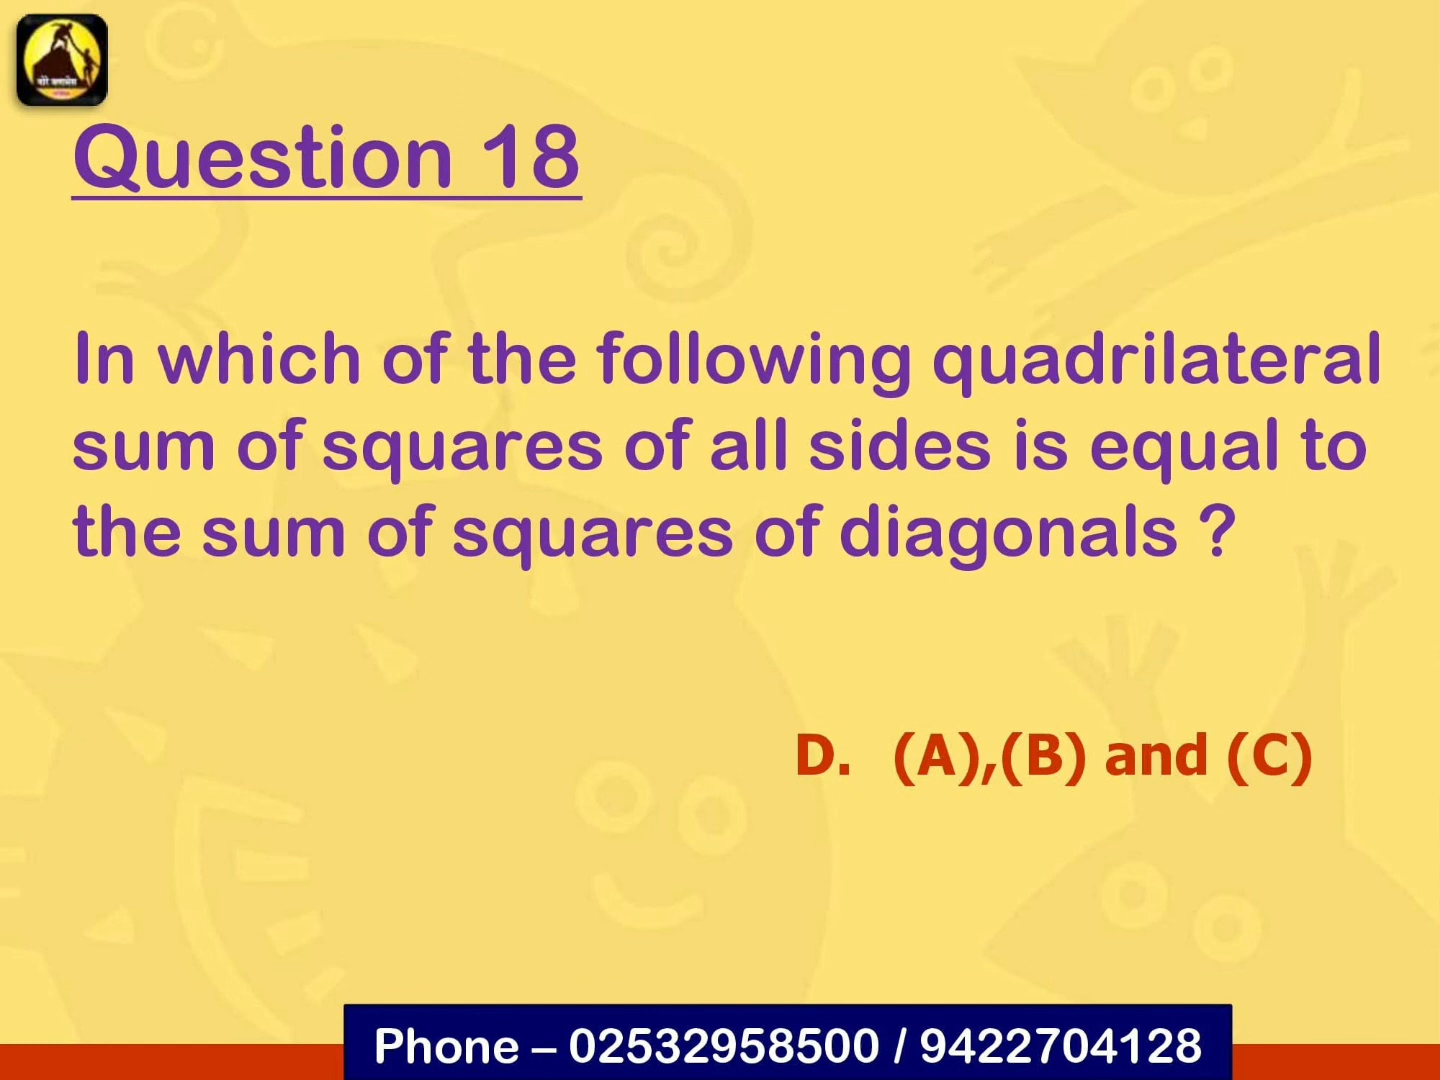 Question 18
In which of the following quadrilateral
sum of squares of all sides is equal to
the sum of squares of diagonals ?
D. (A),(B) and (C)
Phone – 02532958500 / 9422704128